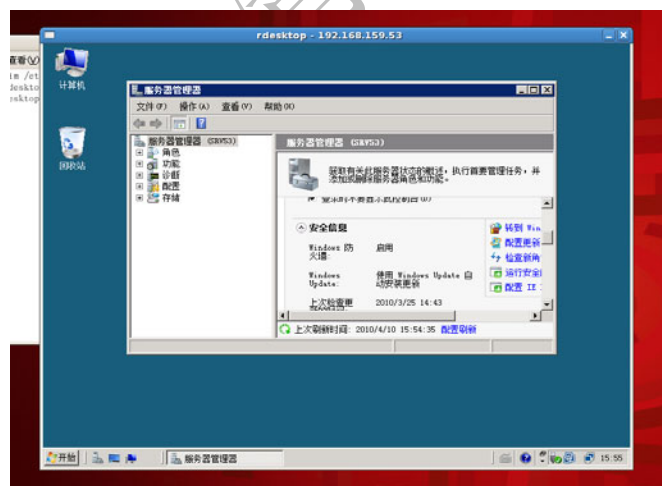 rdesktop - 192.168.159.53
查看(V)
计算机
回收站
服务器管理器
文件(F) 操作(A) 查看(V) 帮助(H)
服务器管理器 (SRV53)
角色
功能
诊断
配置
存储
服务器管理器 (SRV53)
获取有关此服务器状态的概述，执行首要管理任务，并
添加或删除服务器角色和功能。
安全信息
Windows 防
火墙:
启用
Windows
Update:
使用 Windows Update 自
动安装更新
上次检查更
2010/3/25 14:43
转到 Win
配置更新
检查新角
运行安全
配置 IE
上次刷新时间: 2010/4/10 15:54:35 配置刷新
开始
服务器管理器
15:55